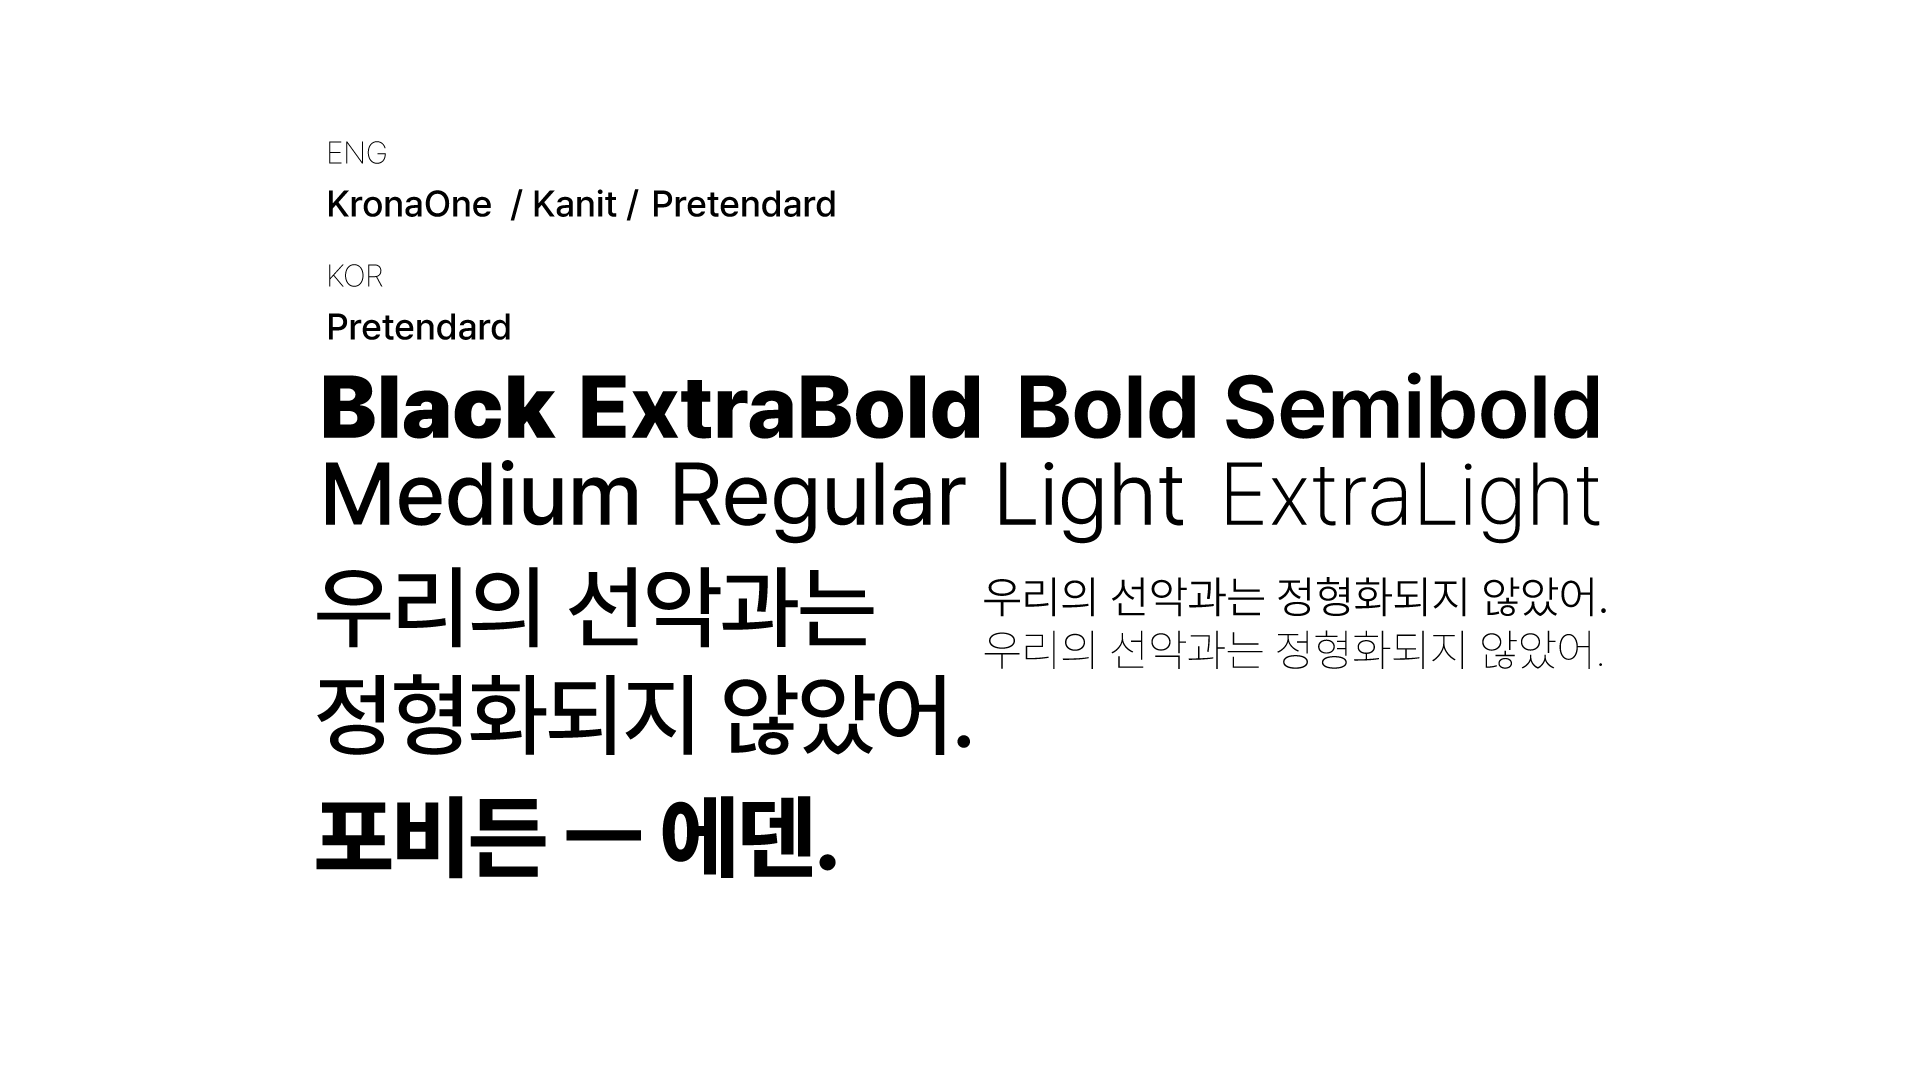 ENG
KronaOne / Kanit / Pretendard
KOR
Pretendard
Black ExtraBold Bold Semibold
Medium Regular Light ExtraLight
우리의 선악과는
정형화되지 않았어.
우리의 선악과는 정형화되지 않았어.
우리의 선악과는 정형화되지 않았어.
포비든 — 에덴.